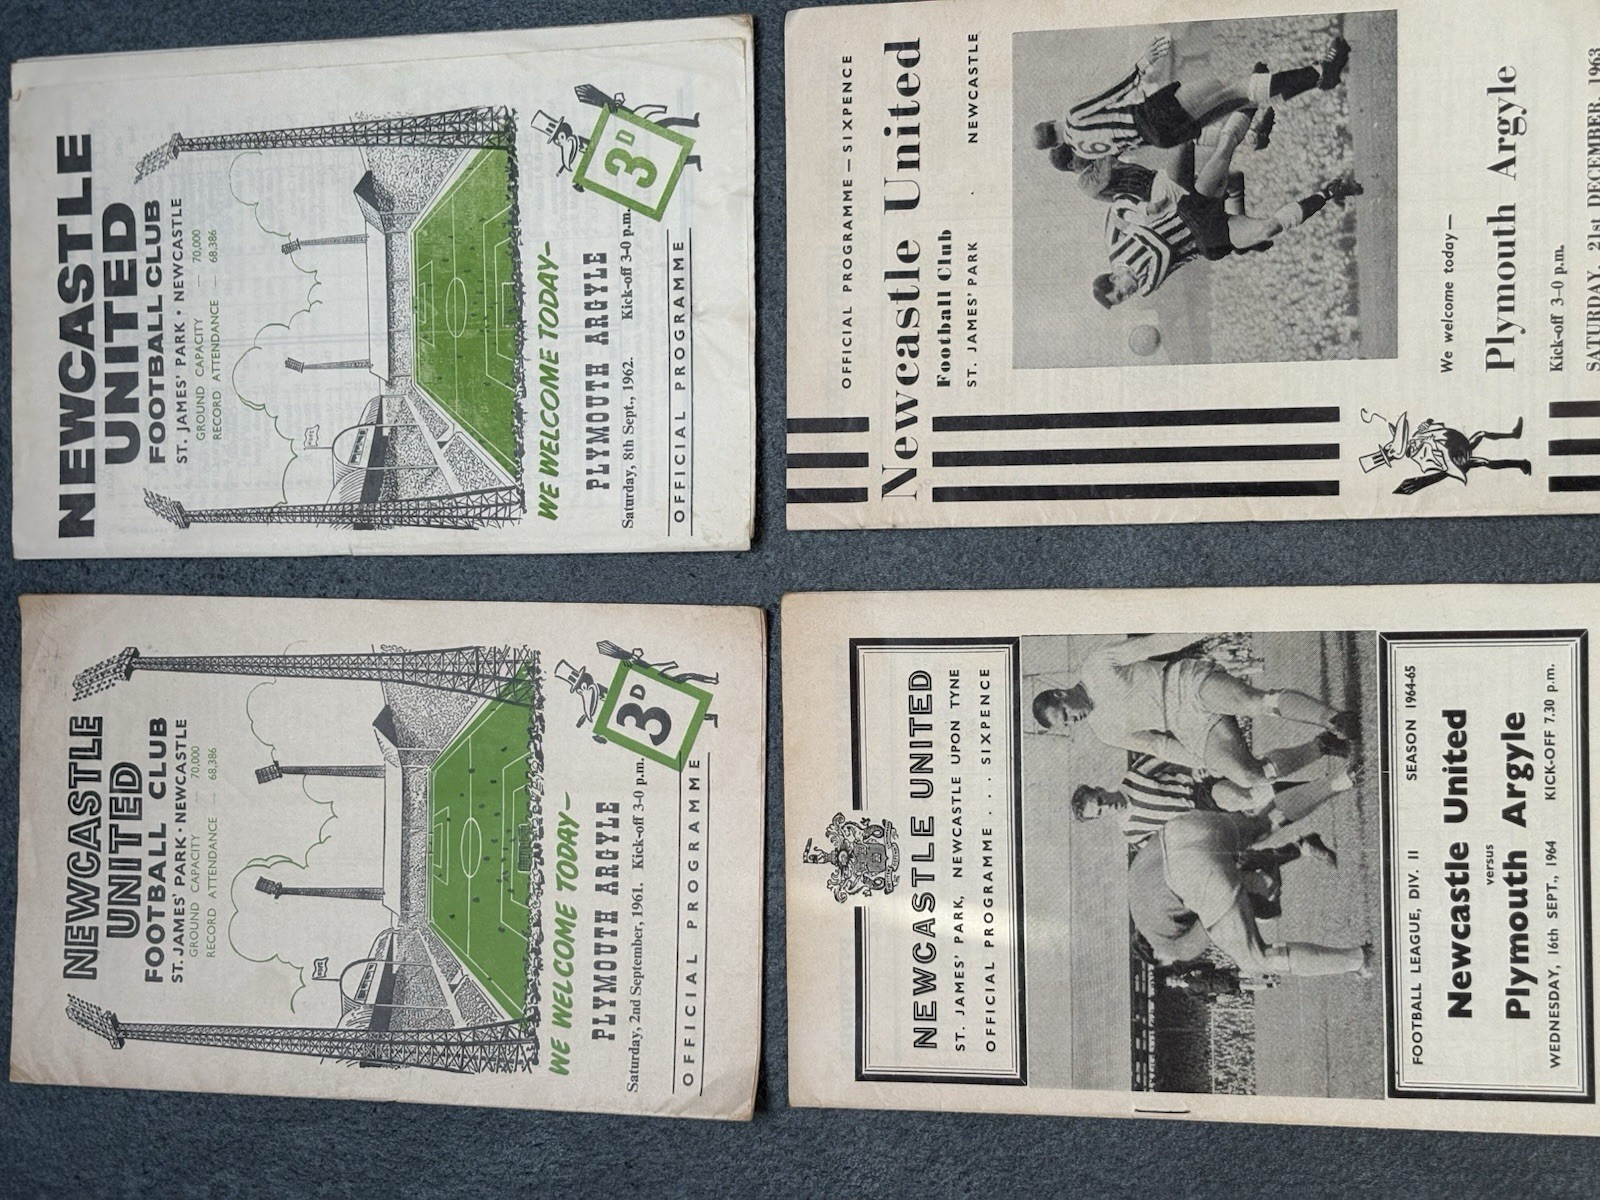 NEWCASTLE
UNITED
FOOTBALL CLUB
ST. JAMES' PARK · NEWCASTLE
GROUND CAPACITY — 70,000
RECORD ATTENDANCE — 68,386
3D
WE WELCOME TODAY—
PLYMOUTH ARGYLE
Saturday, 2nd September, 1961. Kick-off 3-0 p.m.
OFFICIAL PROGRAMME
NEWCASTLE
UNITED
FOOTBALL CLUB
ST. JAMES' PARK · NEWCASTLE
GROUND CAPACITY — 70,000
RECORD ATTENDANCE — 68,386
3D
WE WELCOME TODAY—
PLYMOUTH ARGYLE
Saturday, 8th Sept., 1962. Kick-off 3-0 p.m.
OFFICIAL PROGRAMME
NEWCASTLE UNITED
ST. JAMES' PARK, NEWCASTLE UPON TYNE
OFFICIAL PROGRAMME . . . SIXPENCE
FOOTBALL LEAGUE, DIV. II SEASON 1964-65
Newcastle United
versus
Plymouth Argyle
WEDNESDAY, 16th SEPT., 1964 KICK-OFF 7.30 p.m.
OFFICIAL PROGRAMME — SIXPENCE
Newcastle United
Football Club
ST. JAMES' PARK . NEWCASTLE
6
We welcome today—
Plymouth Argyle
Kick-off 3-0 p.m.
SATURDAY, 21st DECEMBER, 1963